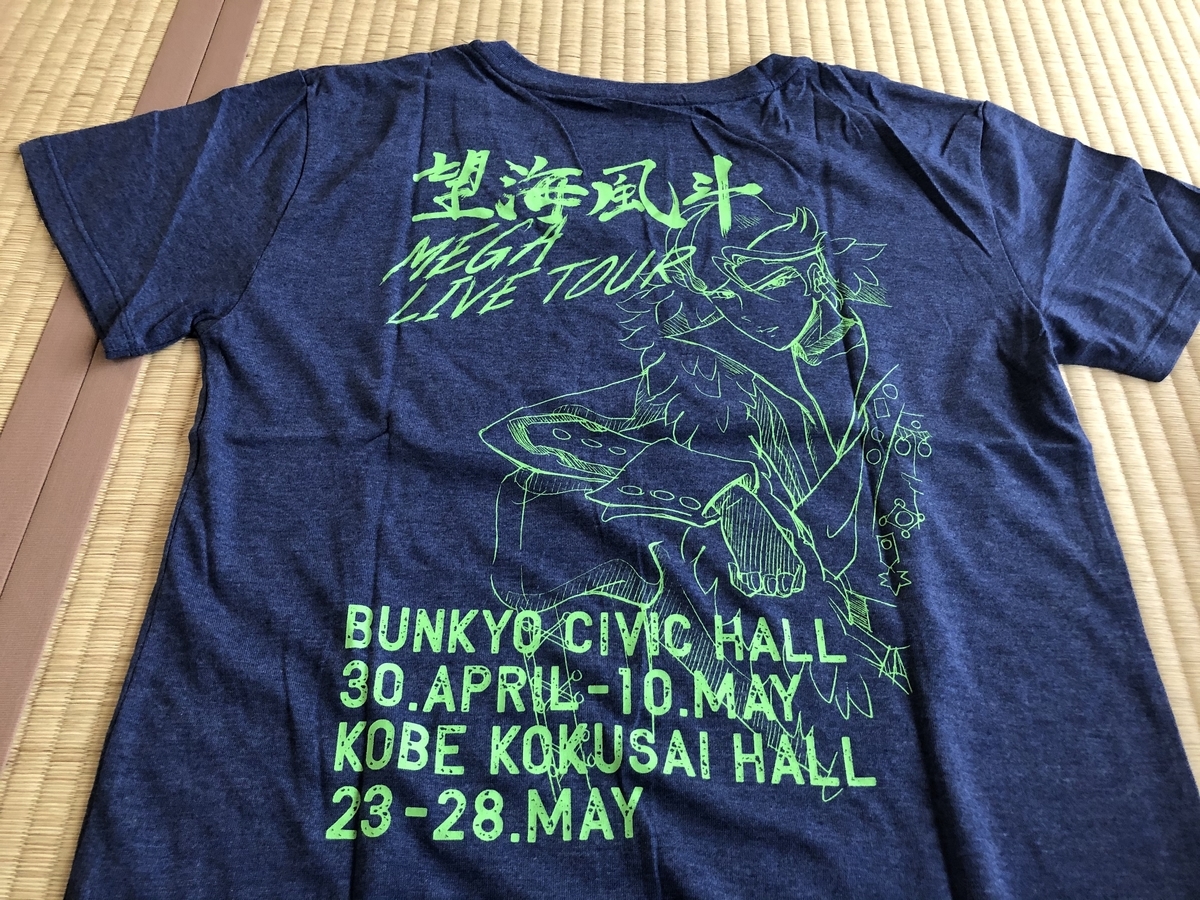 望海風斗
MEGA
LIVE TOUR
BUNKYO CIVIC HALL
30.APRIL-10.MAY
KOBE KOKUSAI HALL
23-28.MAY